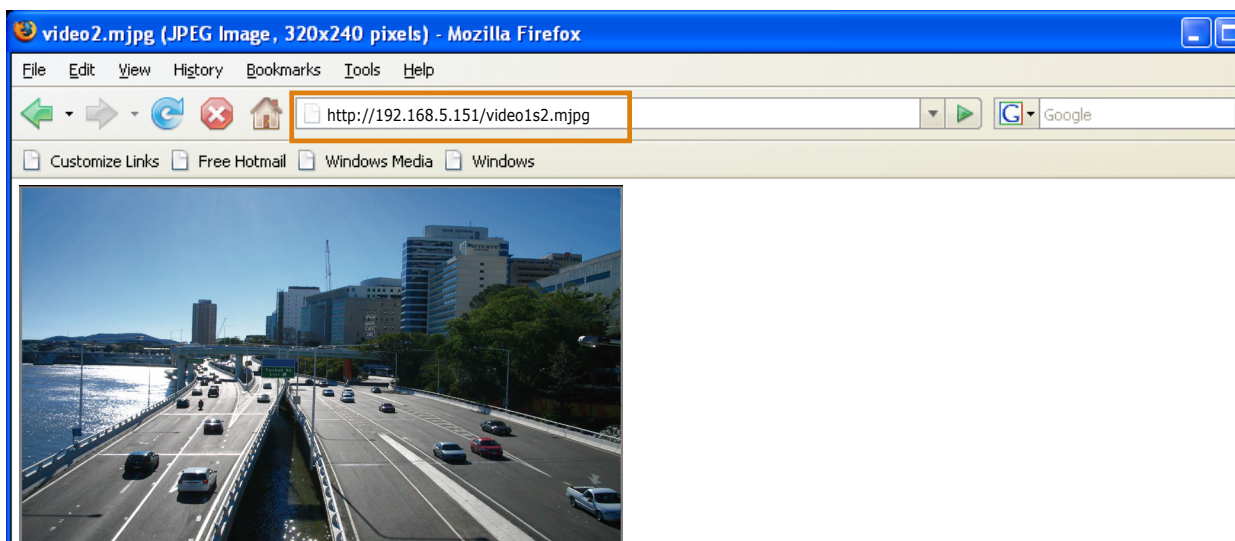 video2.mjpg (JPEG Image, 320x240 pixels) - Mozilla Firefox
File Edit View History Bookmarks Tools Help
http://192.168.5.151/video1s2.mjpg G Google
Customize Links Free Hotmail Windows Media Windows